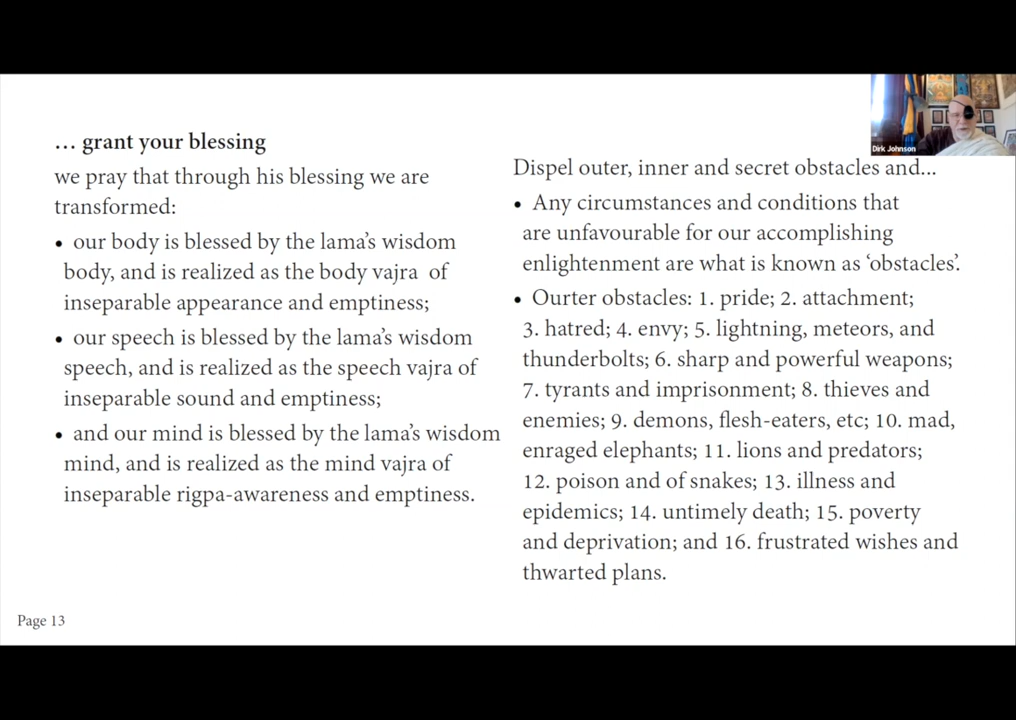 … grant your blessing
we pray that through his blessing we are
transformed:
• our body is blessed by the lama’s wisdom
body, and is realized as the body vajra of
inseparable appearance and emptiness;
• our speech is blessed by the lama’s wisdom
speech, and is realized as the speech vajra of
inseparable sound and emptiness;
• and our mind is blessed by the lama’s wisdom
mind, and is realized as the mind vajra of
inseparable rigpa-awareness and emptiness.
Page 13
Dirk Johnson
Dispel outer, inner and secret obstacles and...
• Any circumstances and conditions that
are unfavourable for our accomplishing
enlightenment are what is known as ‘obstacles’.
• Ourter obstacles: 1. pride; 2. attachment;
3. hatred; 4. envy; 5. lightning, meteors, and
thunderbolts; 6. sharp and powerful weapons;
7. tyrants and imprisonment; 8. thieves and
enemies; 9. demons, flesh-eaters, etc; 10. mad,
enraged elephants; 11. lions and predators;
12. poison and of snakes; 13. illness and
epidemics; 14. untimely death; 15. poverty
and deprivation; and 16. frustrated wishes and
thwarted plans.